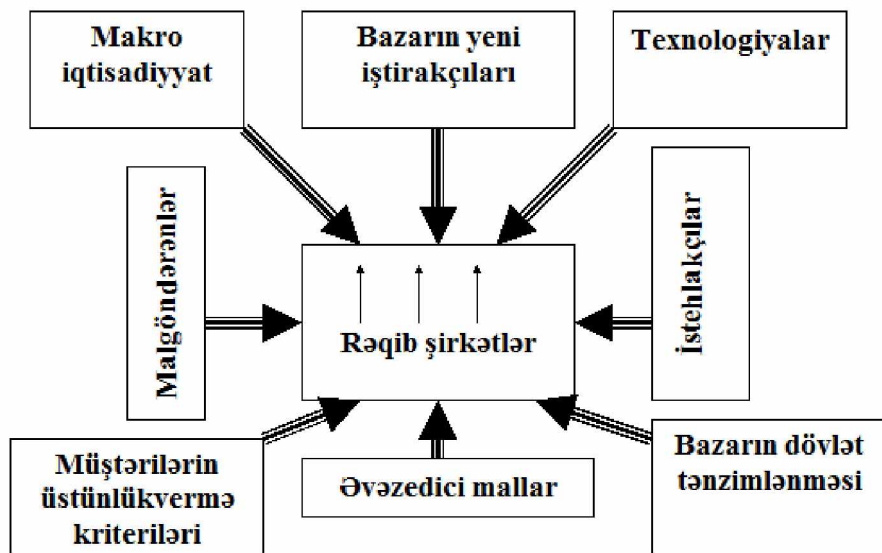 Makro
iqtisadiyyat
Bazarın yeni
iştirakçıları
Texnologiyalar
Malgöndərənlər
Rəqib şirkətlər
İstehlakçılar
Müştərilərin
üstünlükvermə
kriteriləri
Əvəzedici mallar
Bazarın dövlət
tənzimlənməsi